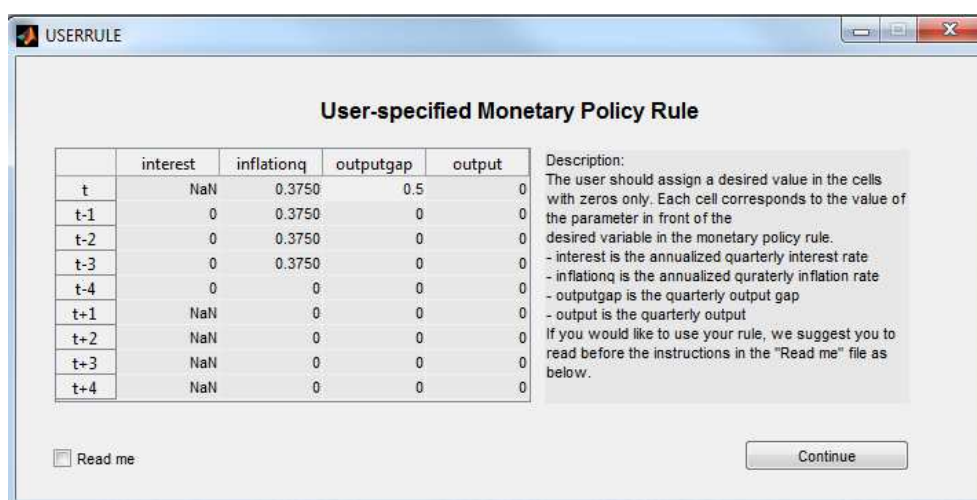 USERRULE
User-specified Monetary Policy Rule
interest inflationq outputgap output
t NaN 0.3750 0.5 0
t-1 0 0.3750 0 0
t-2 0 0.3750 0 0
t-3 0 0.3750 0 0
t-4 0 0 0 0
t+1 NaN 0 0 0
t+2 NaN 0 0 0
t+3 NaN 0 0 0
t+4 NaN 0 0 0
Description:
The user should assign a desired value in the cells
with zeros only. Each cell corresponds to the value of
the parameter in front of the
desired variable in the monetary policy rule.
- interest is the annualized quarterly interest rate
- inflationq is the annualized quraterly inflation rate
- outputgap is the quarterly output gap
- output is the quarterly output
If you would like to use your rule, we suggest you to
read before the instructions in the "Read me" file as
below.
Read me
Continue